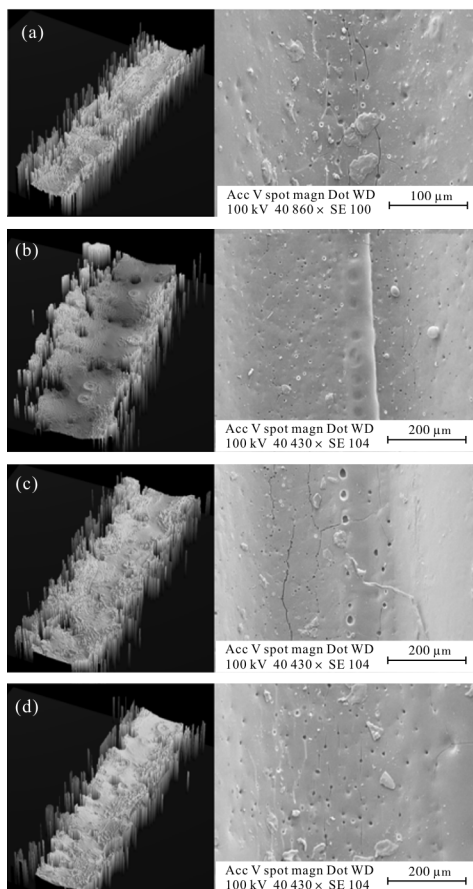 (a)
Acc V spot magn Dot WD
100 kV 40 860× SE 100
100 μm
(b)
Acc V spot magn Dot WD
100 kV 40 430× SE 104
200 μm
(c)
Acc V spot magn Dot WD
100 kV 40 430× SE 104
200 μm
(d)
Acc V spot magn Dot WD
100 kV 40 430× SE 104
200 μm